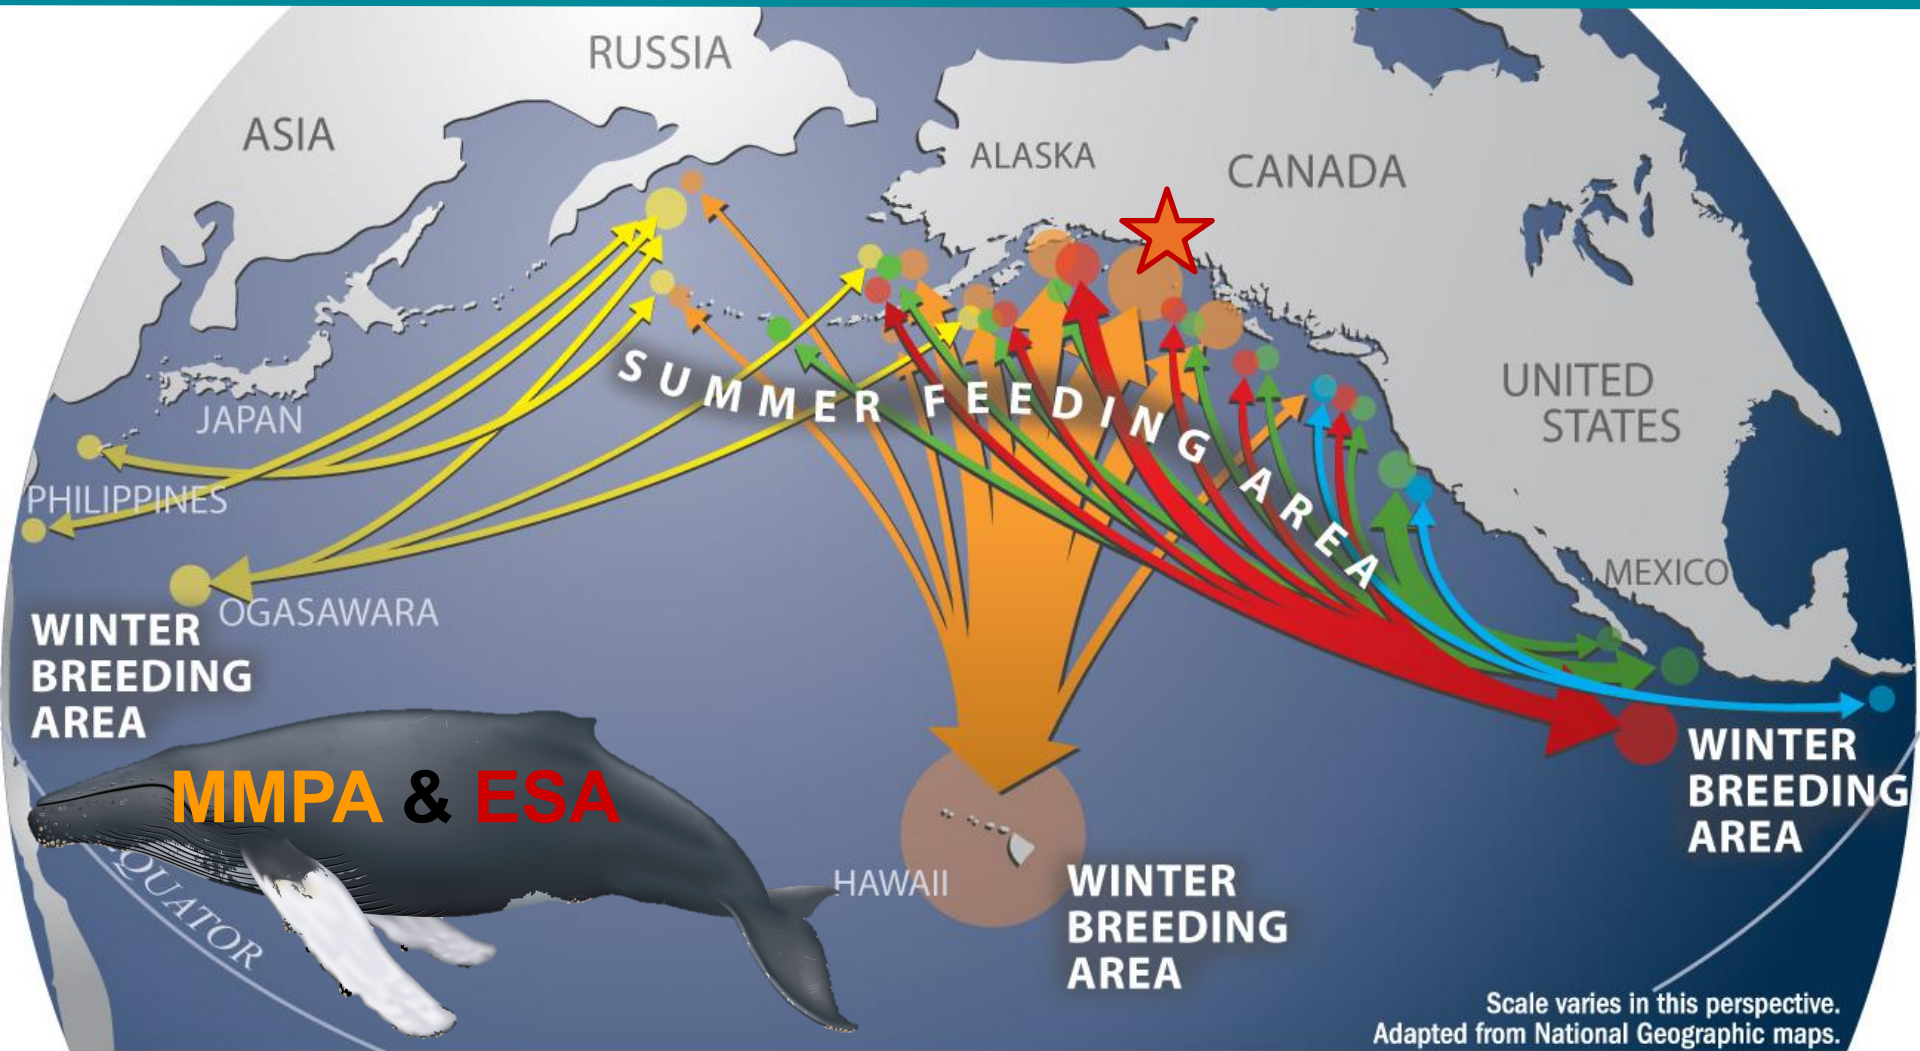 RUSSIA
ASIA
ALASKA
CANADA
UNITED
STATES
JAPAN
PHILIPPINES
OGASAWARA
MEXICO
SUMMER FEEDING AREA
WINTER
BREEDING
AREA
MMPA & ESA
HAWAII
WINTER
BREEDING
AREA
WINTER
BREEDING
AREA
Scale varies in this perspective.
Adapted from National Geographic maps.